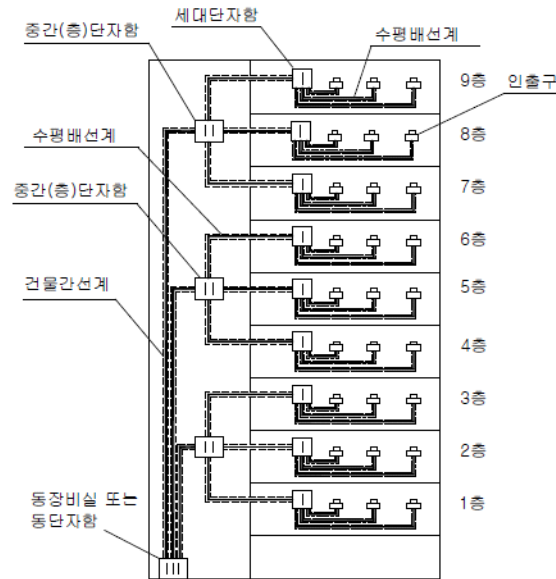 세대단자함
중간(층)단자함
수평배선계
9층
인출구
8층
수평배선계
7층
중간(층)단자함
6층
건물간선계
5층
4층
3층
2층
동장비실 또는
동단자함
1층